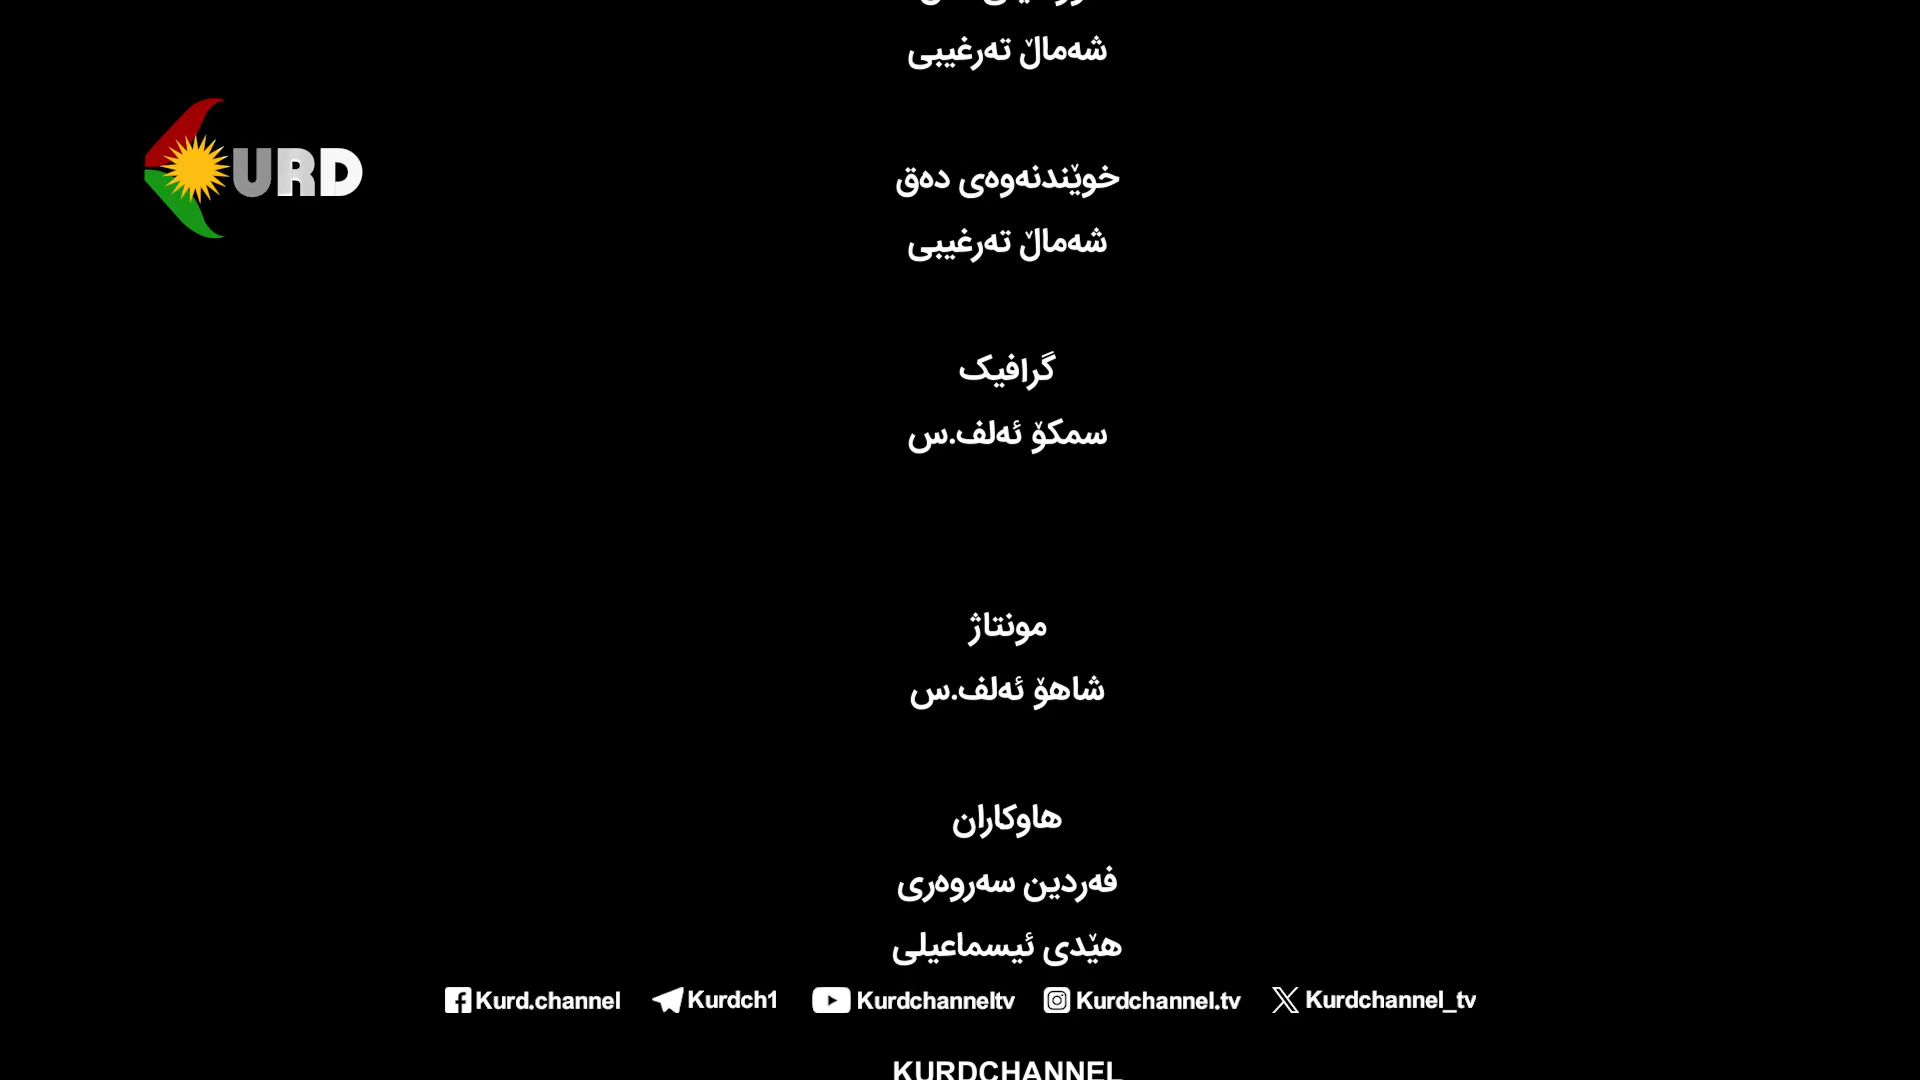 شەماڵ تەرغیبی
URD
خوێندنەوەی دەق
شەماڵ تەرغیبی
گرافیک
سمکۆ ئەلف.س
مونتاژ
شاهۆ ئەلف.س
هاوکاران
فەردین سەروەری
هێدی ئیسماعیلی
Kurd.channel Kurdch1 Kurdchanneltv Kurdchannel.tv Kurdchannel_tv
KURDCHANNEL